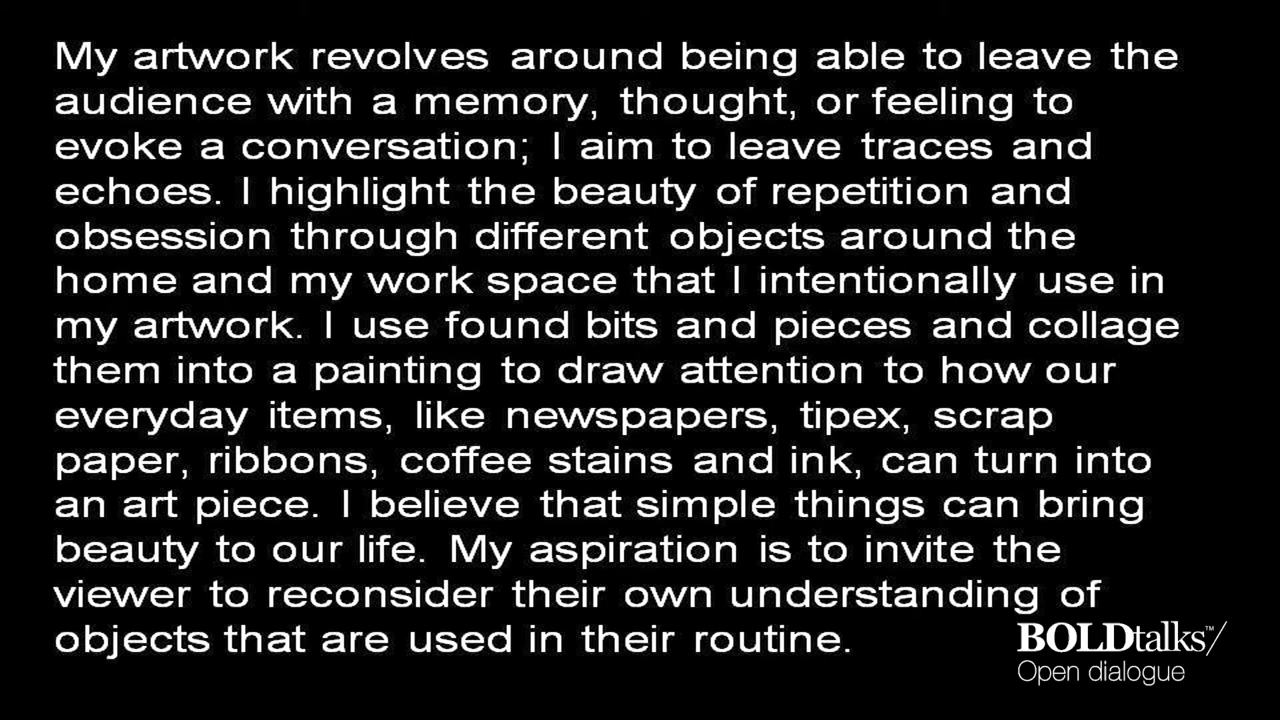 My artwork revolves around being able to leave the
audience with a memory, thought, or feeling to
evoke a conversation; I aim to leave traces and
echoes. I highlight the beauty of repetition and
obsession through different objects around the
home and my work space that I intentionally use in
my artwork. I use found bits and pieces and collage
them into a painting to draw attention to how our
everyday items, like newspapers, tipex, scrap
paper, ribbons, coffee stains and ink, can turn into
an art piece. I believe that simple things can bring
beauty to our life. My aspiration is to invite the
viewer to reconsider their own understanding of
objects that are used in their routine.
BOLDtalks™/
Open dialogue